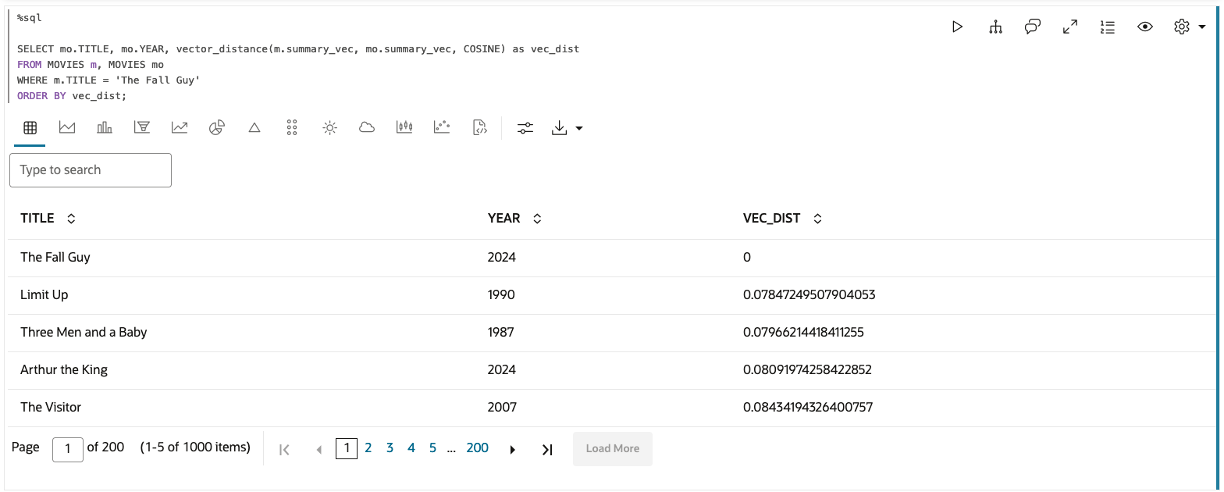 %sql
SELECT mo.TITLE, mo.YEAR, vector_distance(m.summary_vec, mo.summary_vec, COSINE) as vec_dist
FROM MOVIES m, MOVIES mo
WHERE m.TITLE = 'The Fall Guy'
ORDER BY vec_dist;
Type to search
TITLE YEAR VEC_DIST
The Fall Guy 2024 0
Limit Up 1990 0.07847249507904053
Three Men and a Baby 1987 0.07966214418411255
Arthur the King 2024 0.08091974258422852
The Visitor 2007 0.08434194326400757
Page 1 of 200 (1-5 of 1000 items) 1 2 3 4 5 ... 200 Load More